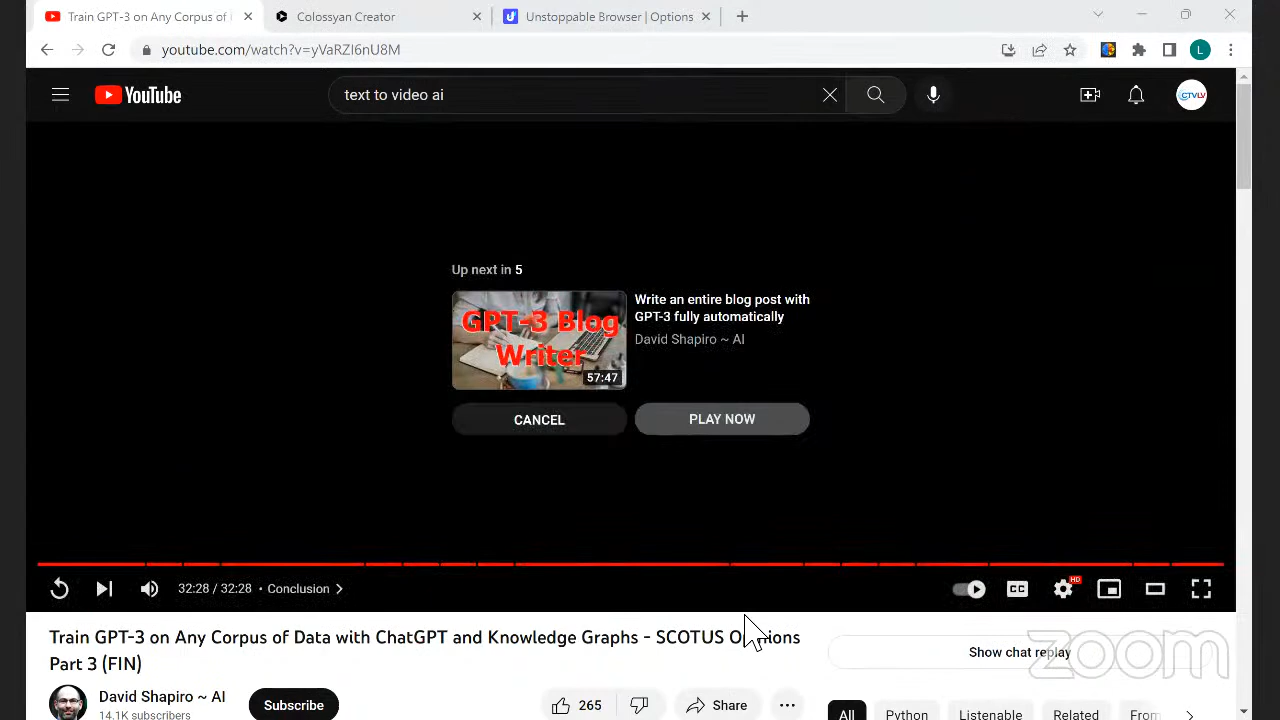 Train GPT-3 on Any Corpus of
Colossyan Creator
Unstoppable Browser | Options
youtube.com/watch?v=yVaRZI6nU8M
L
YouTube
text to video ai
CTVLV
Up next in 5
GPT-3 Blog
Writer
57:47
Write an entire blog post with
GPT-3 fully automatically
David Shapiro ~ AI
CANCEL
PLAY NOW
32:28 / 32:28 • Conclusion
CC
HD
Train GPT-3 on Any Corpus of Data with ChatGPT and Knowledge Graphs - SCOTUS Opinions
Part 3 (FIN)
David Shapiro ~ AI
14.1K subscribers
Subscribe
265
Share
Show chat replay
zoom
All
Python
Listenable
Related
From